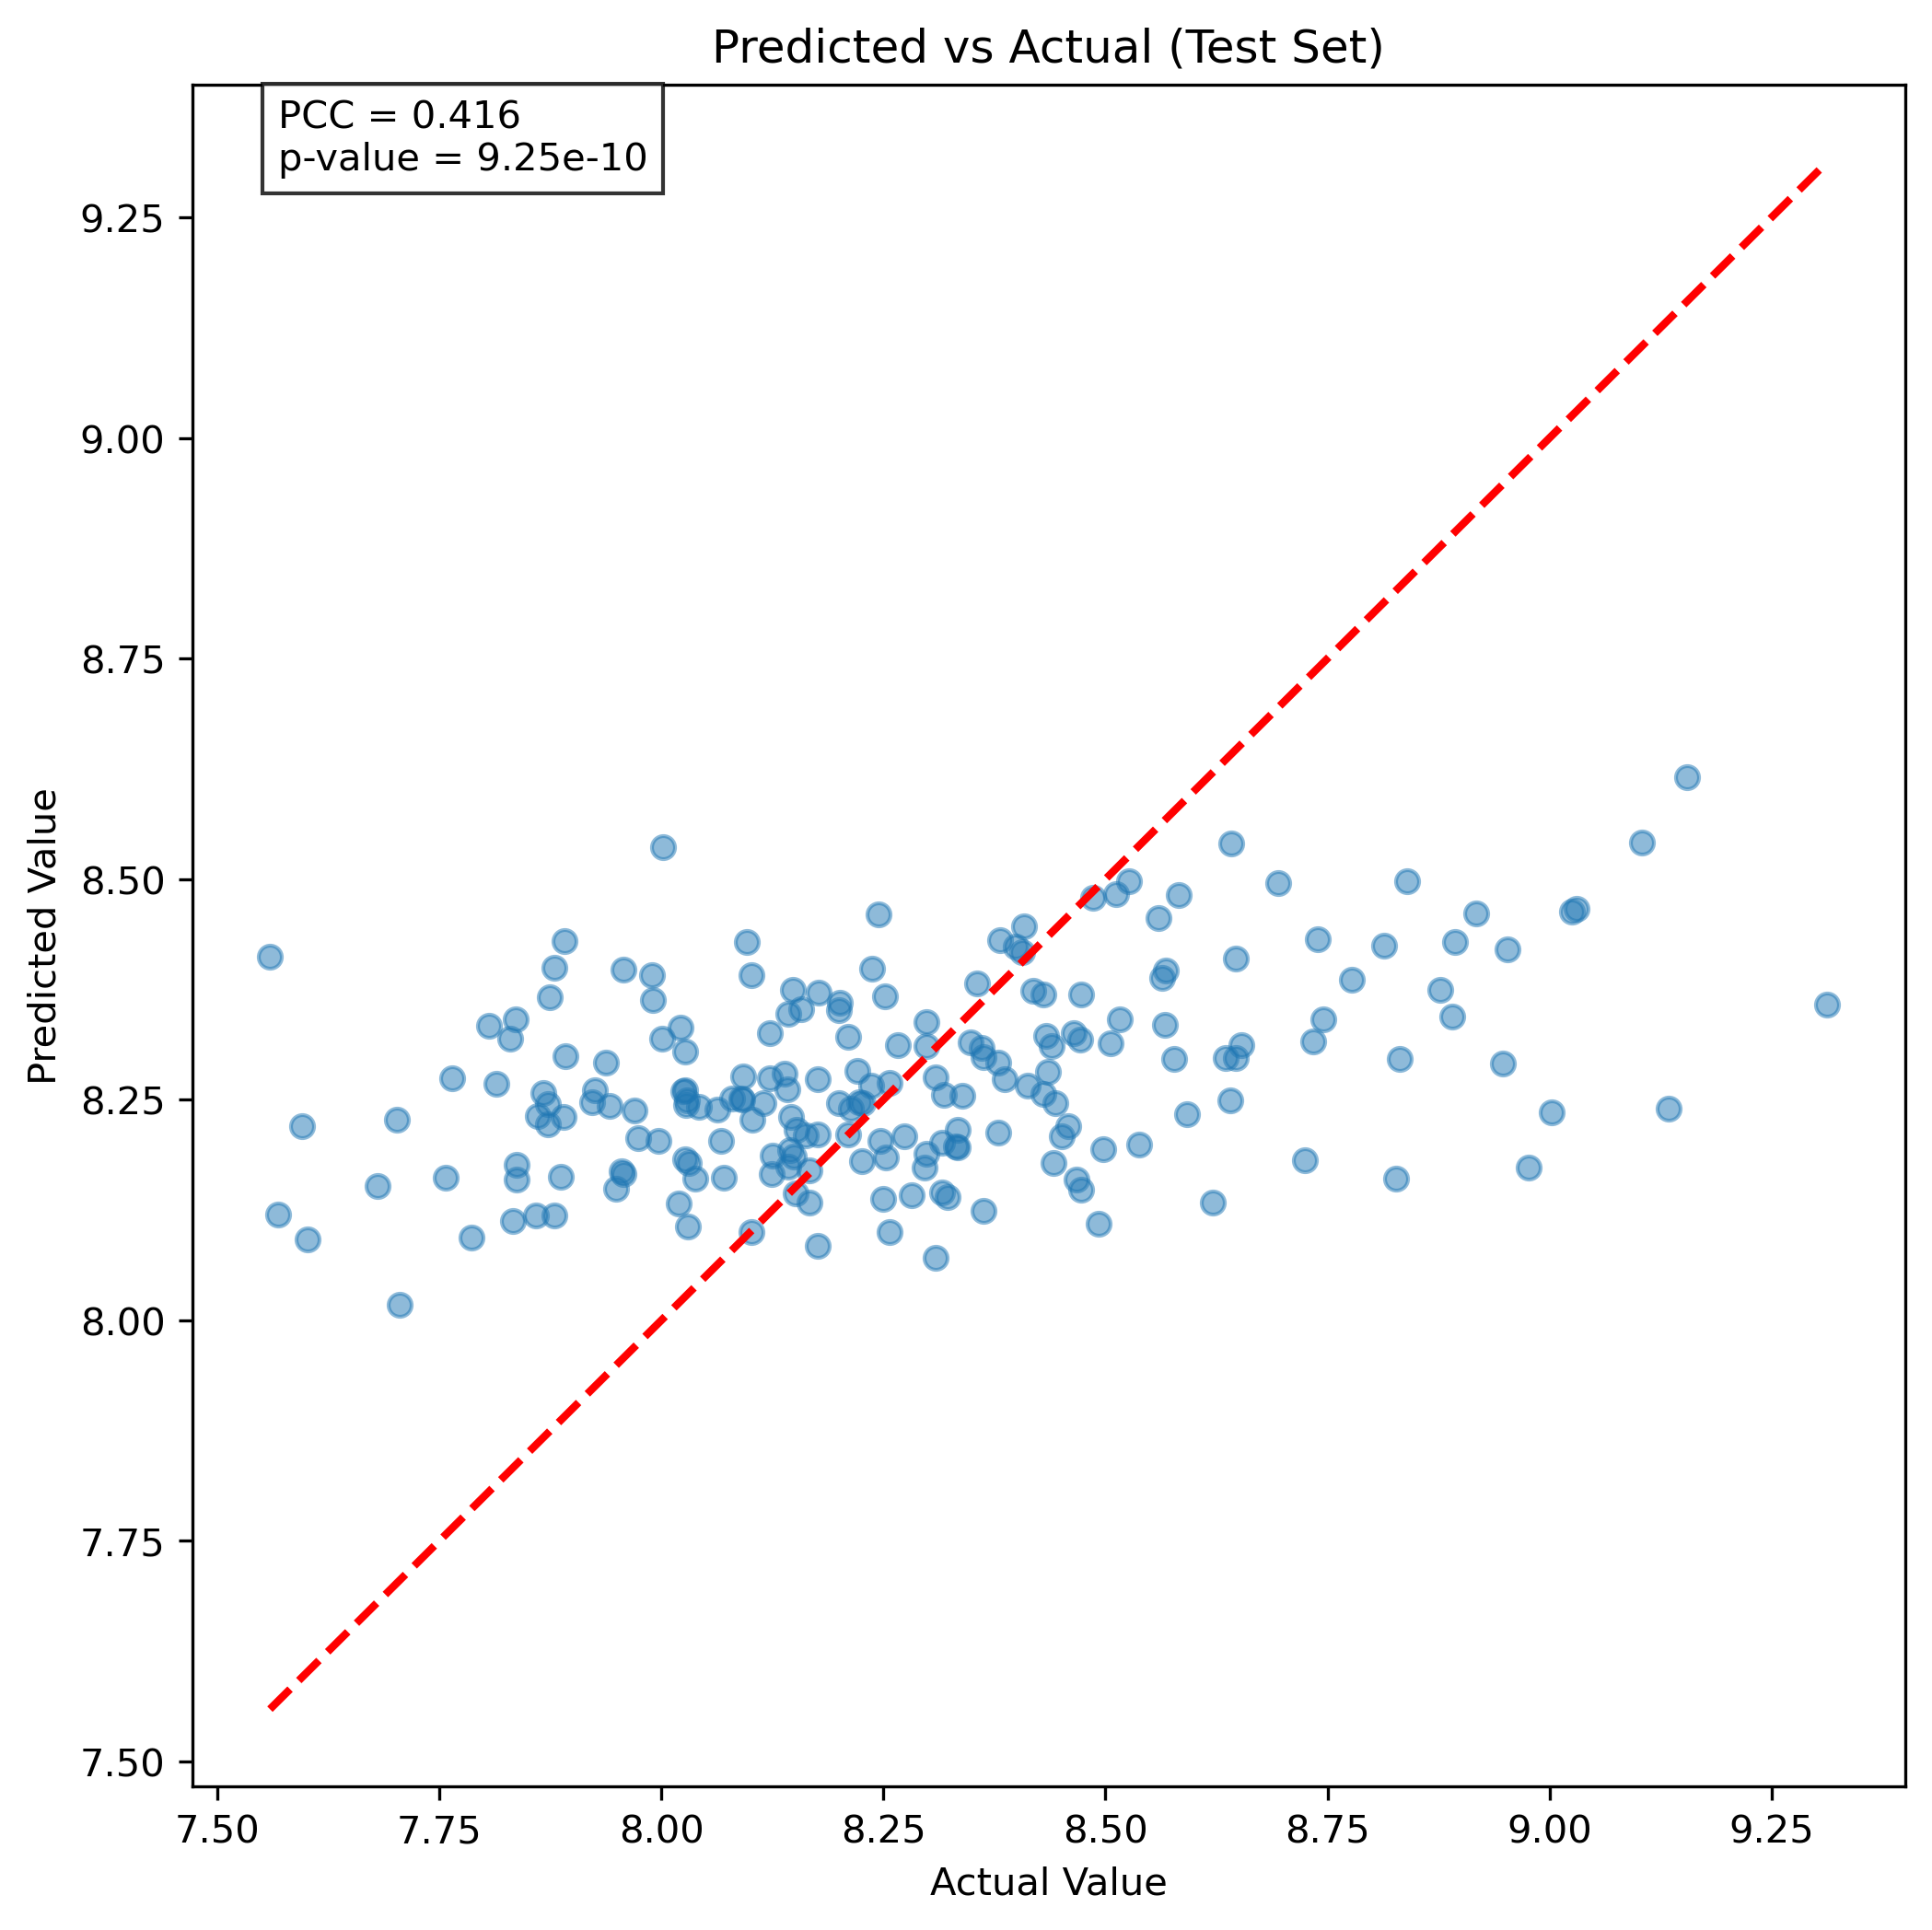 Predicted vs Actual (Test Set)
PCC = 0.416
p-value = 9.25e-10
9.25
9.00
8.75
8.50
8.25
8.00
7.75
7.50
Predicted Value
7.50 7.75 8.00 8.25 8.50 8.75 9.00 9.25
Actual Value